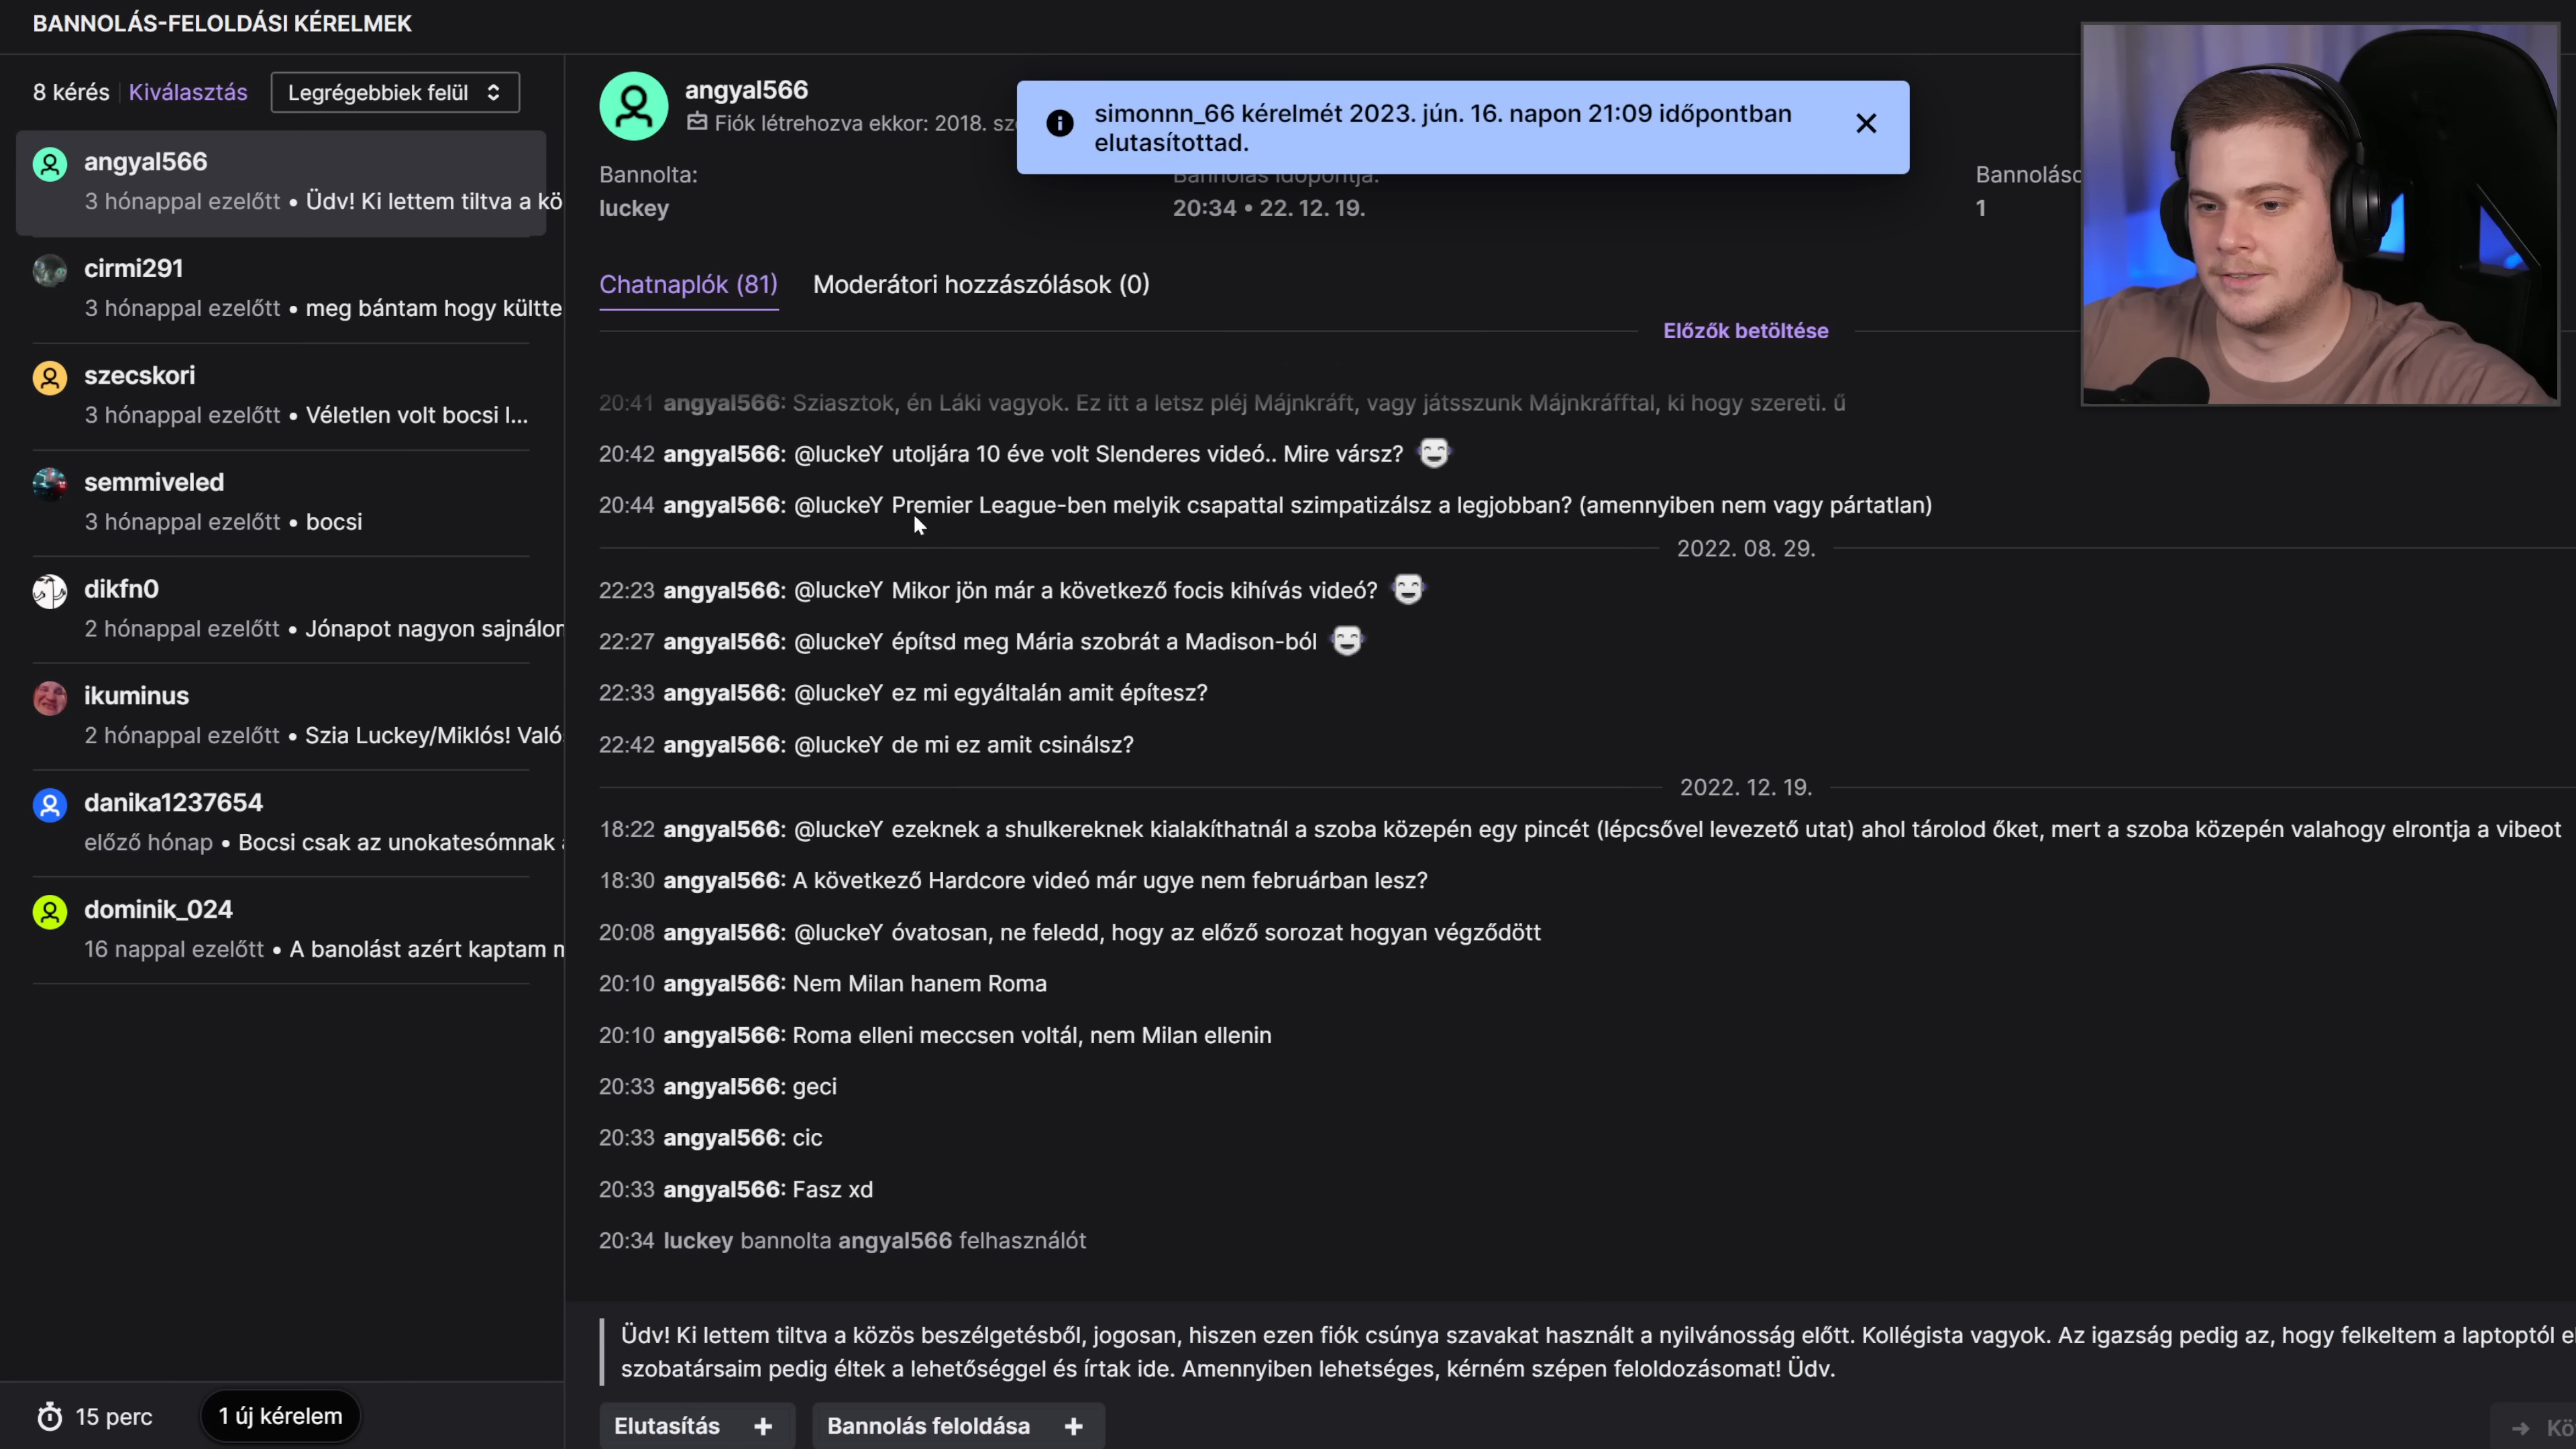 BANNOLÁS-FELOLDÁSI KÉRELMEK
8 kérés Kiválasztás Legrégebbiek felül
angyal566
3 hónappal ezelőtt • Üdv! Ki lettem tiltva a kö
cirmi291
3 hónappal ezelőtt • meg bántam hogy kültte
szecskori
3 hónappal ezelőtt • Véletlen volt bocsi l...
semmiveled
3 hónappal ezelőtt • bocsi
dikfn0
2 hónappal ezelőtt • Jónapot nagyon sajnálom
ikuminus
2 hónappal ezelőtt • Szia Luckey/Miklós! Való
danika1237654
előző hónap • Bocsi csak az unokatesómnak
dominik_024
16 nappal ezelőtt • A banolást azért kaptam
15 perc 1 új kérelem
angyal566
Fiók létrehozva ekkor: 2018.
simonnn_66 kérelmét 2023. jún. 16. napon 21:09 időpontban
elutasítottad.
Bannolta: Bannolás időpontja:
luckey 20:34 • 22. 12. 19. 1
Chatnaplók (81) Moderátori hozzászólások (0)
Előzők betöltése
20:41 angyal566: Sziasztok, én Láki vagyok. Ez itt a letsz pléj Májnkráft, vagy játsszunk Májnkráfftal, ki hogy szereti. ű
20:42 angyal566: @luckeY utoljára 10 éve volt Slenderes videó.. Mire vársz?
20:44 angyal566: @luckeY Premier League-ben melyik csapattal szimpatizálsz a legjobban? (amennyiben nem vagy pártatlan)
2022. 08. 29.
22:23 angyal566: @luckeY Mikor jön már a következő focis kihívás videó?
22:27 angyal566: @luckeY építsd meg Mária szobrát a Madison-ból
22:33 angyal566: @luckeY ez mi egyáltalán amit építesz?
22:42 angyal566: @luckeY de mi ez amit csinálsz?
2022. 12. 19.
18:22 angyal566: @luckeY ezeknek a shulkereknek kialakíthatnál a szoba közepén egy pincét (lépcsővel levezető utat) ahol tárolod őket, mert a szoba közepén valahogy elrontja a vibeot
18:30 angyal566: A következő Hardcore videó már ugye nem februárban lesz?
20:08 angyal566: @luckeY óvatosan, ne feledd, hogy az előző sorozat hogyan végződött
20:10 angyal566: Nem Milan hanem Roma
20:10 angyal566: Roma elleni meccsen voltál, nem Milan ellenin
20:33 angyal566: geci
20:33 angyal566: cic
20:33 angyal566: Fasz xd
20:34 luckey bannolta angyal566 felhasználót
Üdv! Ki lettem tiltva a közös beszélgetésből, jogosan, hiszen ezen fiók csúnya szavakat használt a nyilvánosság előtt. Kollégista vagyok. Az igazság pedig az, hogy felkeltem a laptoptól
szobatársaim pedig éltek a lehetőséggel és írtak ide. Amennyiben lehetséges, kérném szépen feloldozásomat! Üdv.
Elutasítás + Bannolás feloldása +